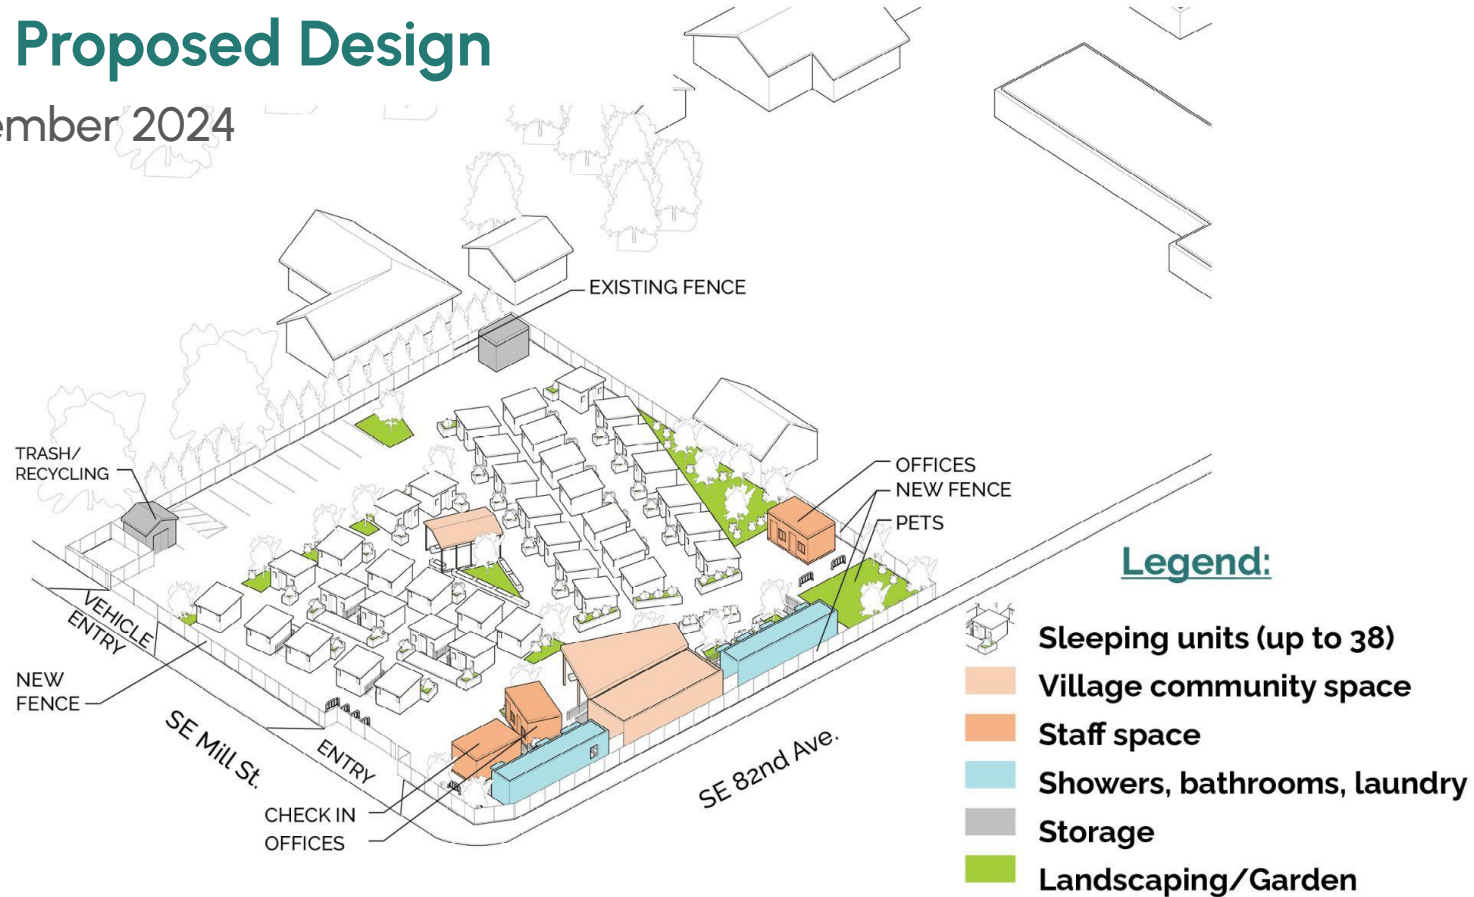 Proposed Design
ember 2024
EXISTING FENCE
TRASH/
RECYCLING
OFFICES
NEW FENCE
PETS
VEHICLE
ENTRY
NEW
FENCE
SE Mill St.
ENTRY
SE 82nd Ave.
CHECK IN
OFFICES
Legend:
Sleeping units (up to 38)
Village community space
Staff space
Showers, bathrooms, laundry
Storage
Landscaping/Garden